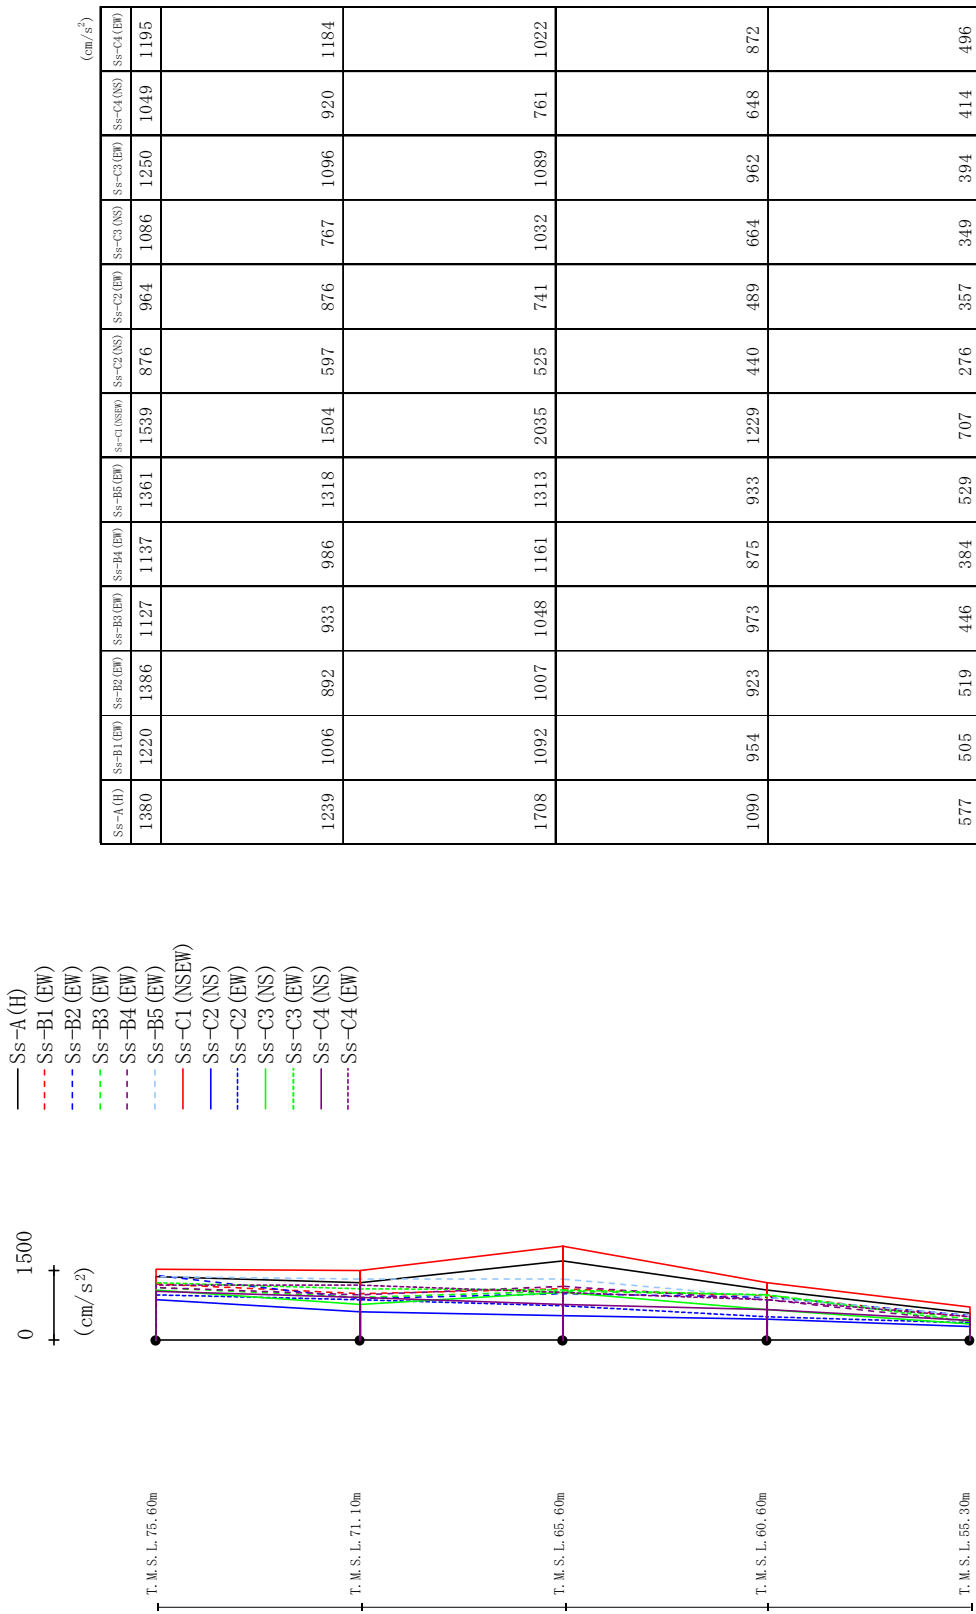 0 1500
(cm/s²)
Ss-A(H)
Ss-B1(EW)
Ss-B2(EW)
Ss-B3(EW)
Ss-B4(EW)
Ss-B5(EW)
Ss-C1(NSEW)
Ss-C2(NS)
Ss-C2(EW)
Ss-C3(NS)
Ss-C3(EW)
Ss-C4(NS)
Ss-C4(EW)
T.M.S.L.75.60m
T.M.S.L.71.10m
T.M.S.L.65.60m
T.M.S.L.60.60m
T.M.S.L.55.30m
(cm/s²)
Ss-A(H) Ss-B1(EW) Ss-B2(EW) Ss-B3(EW) Ss-B4(EW) Ss-B5(EW) Ss-C1(NSEW) Ss-C2(NS) Ss-C2(EW) Ss-C3(NS) Ss-C3(EW) Ss-C4(NS) Ss-C4(EW)
1380 1220 1386 1127 1137 1361 1539 876 964 1086 1250 1049 1195
1239 1006 892 933 986 1318 1504 597 876 767 1096 920 1184
1708 1092 1007 1048 1161 1313 2035 525 741 1032 1089 761 1022
1090 954 923 973 875 933 1229 440 489 664 962 648 872
577 505 519 446 384 529 707 276 357 349 394 414 496